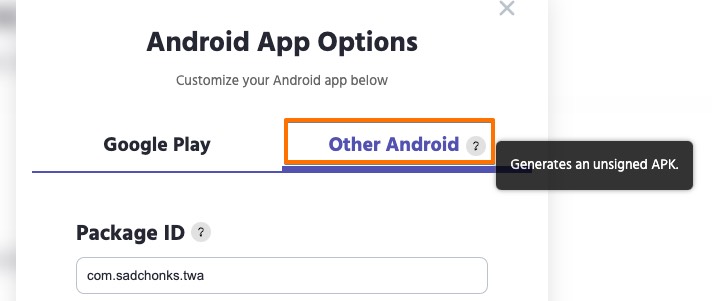 Android App Options
Customize your Android app below
Google Play
Other Android ?
Generates an unsigned APK.
Package ID ?
com.sadchonks.twa